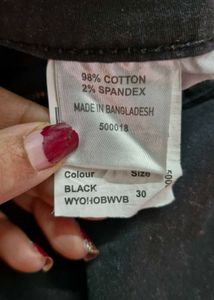 98% COTTON
2% SPANDEX
MADE IN BANGLADESH
500018
Colour Size
BLACK 30
WYOHOBWVB